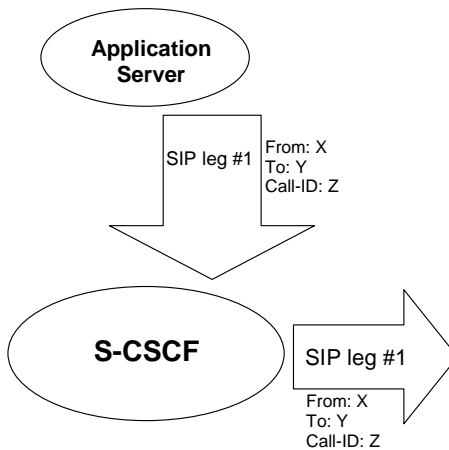 Application
Server
SIP leg #1
From: X
To: Y
Call-ID: Z
S-CSCF
SIP leg #1
From: X
To: Y
Call-ID: Z